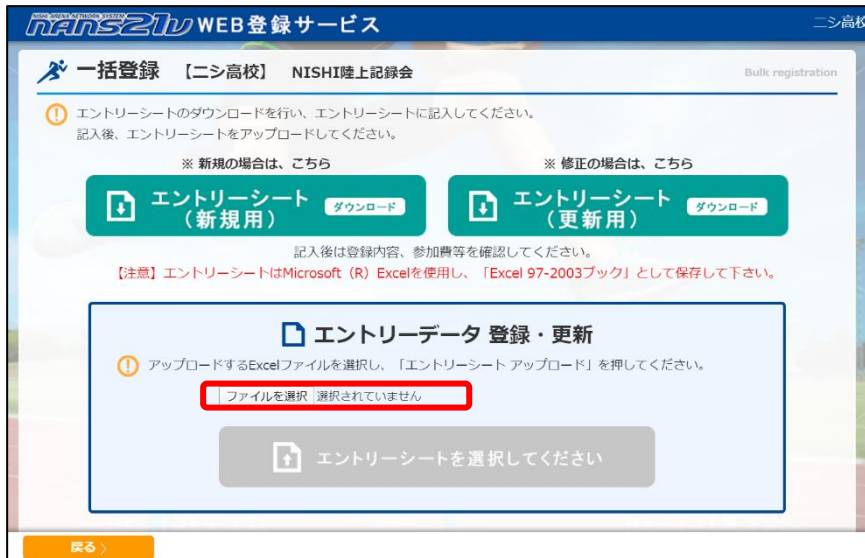 NISHI ARENA NETWORK SYSTEM
NANS21V WEB登録サービス
ニシ高校
一括登録 【ニシ高校】 NISHI陸上記録会
Bulk registration
エントリーシートのダウンロードを行い、エントリーシートに記入してください。
記入後、エントリーシートをアップロードしてください。
※ 新規の場合は、こちら
エントリーシート
(新規用)
ダウンロード
※ 修正の場合は、こちら
エントリーシート
(更新用)
ダウンロード
記入後は登録内容、参加費等を確認してください。
【注意】エントリーシートはMicrosoft（R）Excelを使用し、「Excel 97-2003ブック」として保存して下さい。
エントリーデータ 登録・更新
アップロードするExcelファイルを選択し、「エントリーシート アップロード」を押してください。
ファイルを選択 選択されていません
エントリーシートを選択してください
戻る 〉